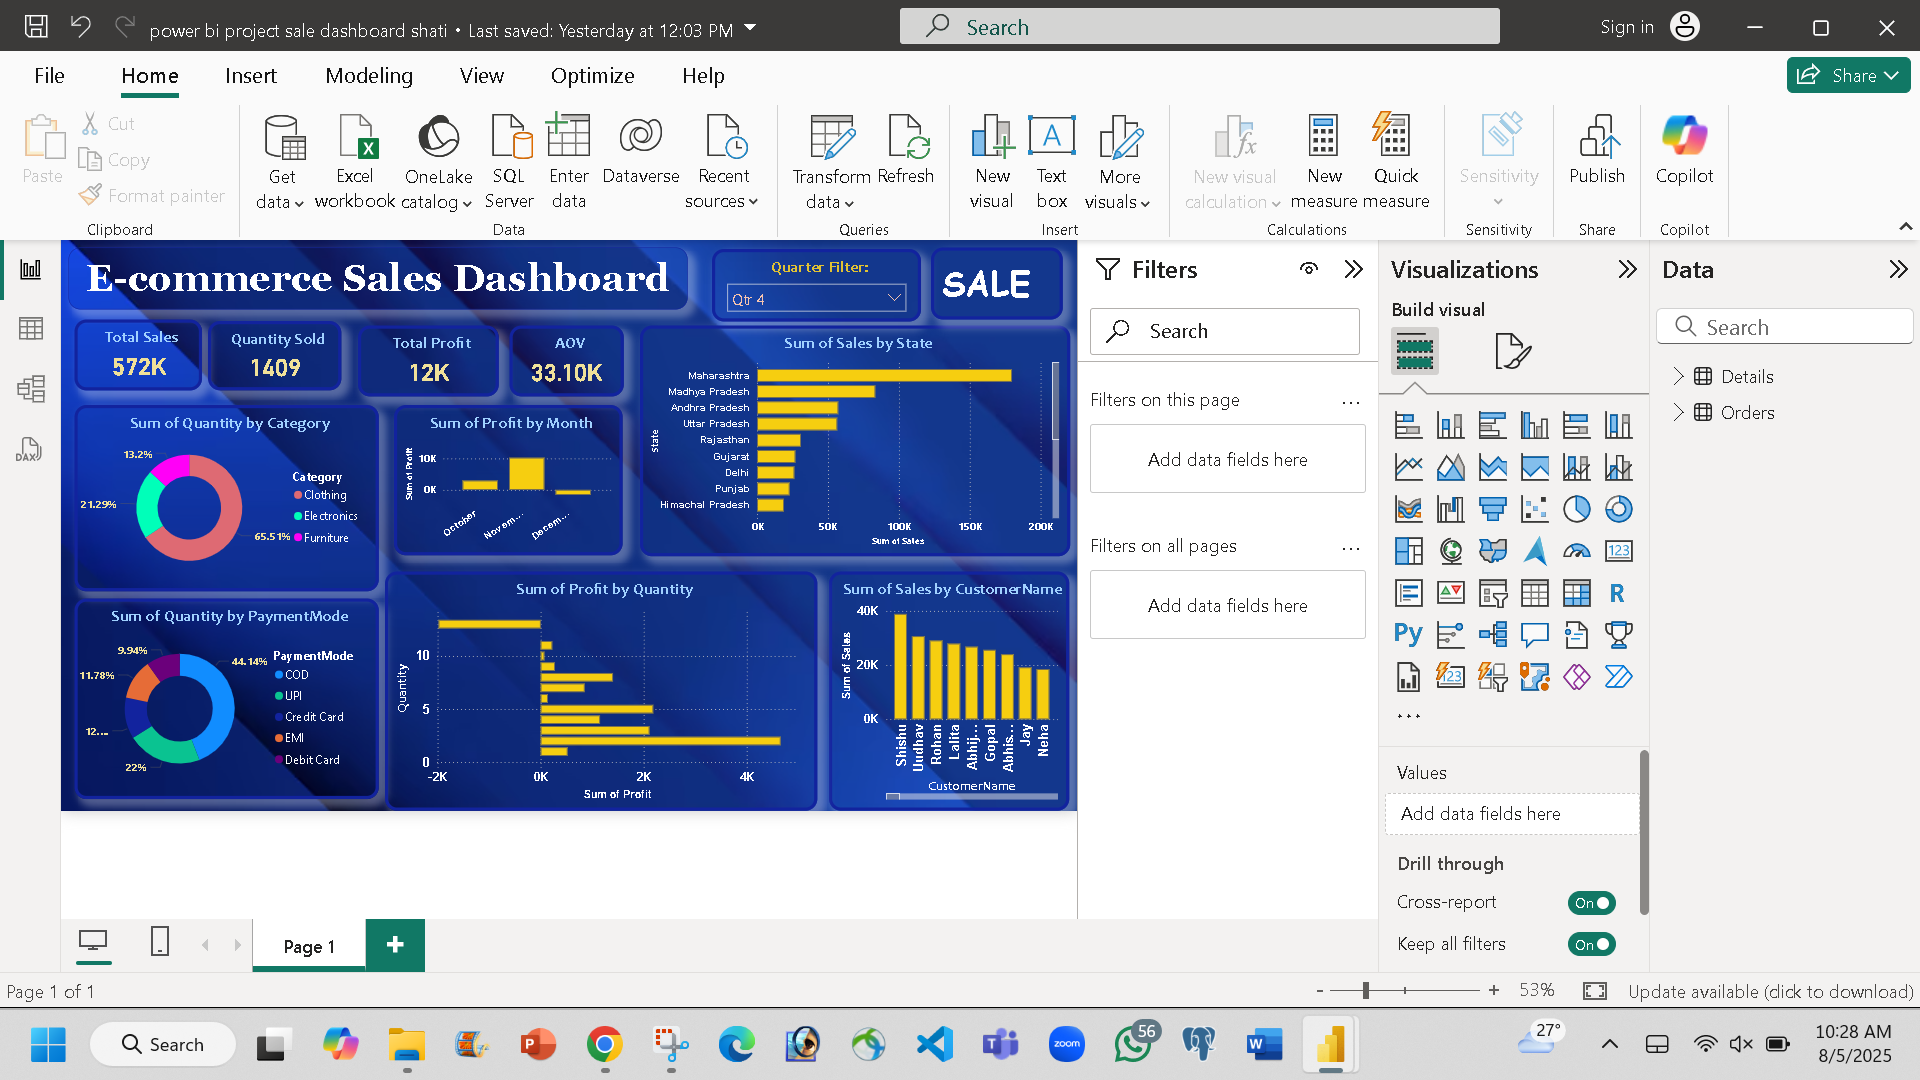 power bi project sale dashboard shati • Last saved: Yesterday at 12:03 PM
Search
Sign in
File Home Insert Modeling View Optimize Help
Share
Paste
Cut
Copy
Format painter
Clipboard
Get data
Excel workbook
OneLake catalog
SQL Server
Enter data
Dataverse
Recent sources
Data
Transform data
Refresh
Queries
New visual
Text box
More visuals
Insert
New visual calculation
New measure
Quick measure
Calculations
Sensitivity
Sensitivity
Publish
Share
Copilot
Copilot
E-commerce Sales Dashboard
Quarter Filter:
Qtr 4
SALE
Total Sales
572K
Quantity Sold
1409
Total Profit
12K
AOV
33.10K
Sum of Sales by State
State
Maharashtra
Madhya Pradesh
Andhra Pradesh
Uttar Pradesh
Rajasthan
Gujarat
Delhi
Punjab
Himachal Pradesh
0K 50K 100K 150K 200K
Sum of Sales
Sum of Quantity by Category
13.2%
21.29%
65.51%
Category
Clothing
Electronics
Furniture
Sum of Profit by Month
Sum of Profit
10K
0K
October
Novem...
Decem...
Sum of Quantity by PaymentMode
9.94%
11.78%
12....
22%
44.14%
PaymentMode
COD
UPI
Credit Card
EMI
Debit Card
Sum of Profit by Quantity
Quantity
10
5
0
-2K 0K 2K 4K
Sum of Profit
Sum of Sales by CustomerName
Sum of Sales
40K
20K
0K
Shishu
Uudhav
Rohan
Lalita
Abhij...
Gopal
Abhis...
Jay
Neha
CustomerName
Filters
Search
Filters on this page
...
Add data fields here
Filters on all pages
...
Add data fields here
Visualizations
Build visual
123
R
Py
123
...
Values
Add data fields here
Drill through
Cross-report
On
Keep all filters
On
Data
Search
Details
Orders
DAX
Page 1
+
Page 1 of 1
- + 53%
Update available (click to download)
Search
zoom
56
27°
10:28 AM
8/5/2025